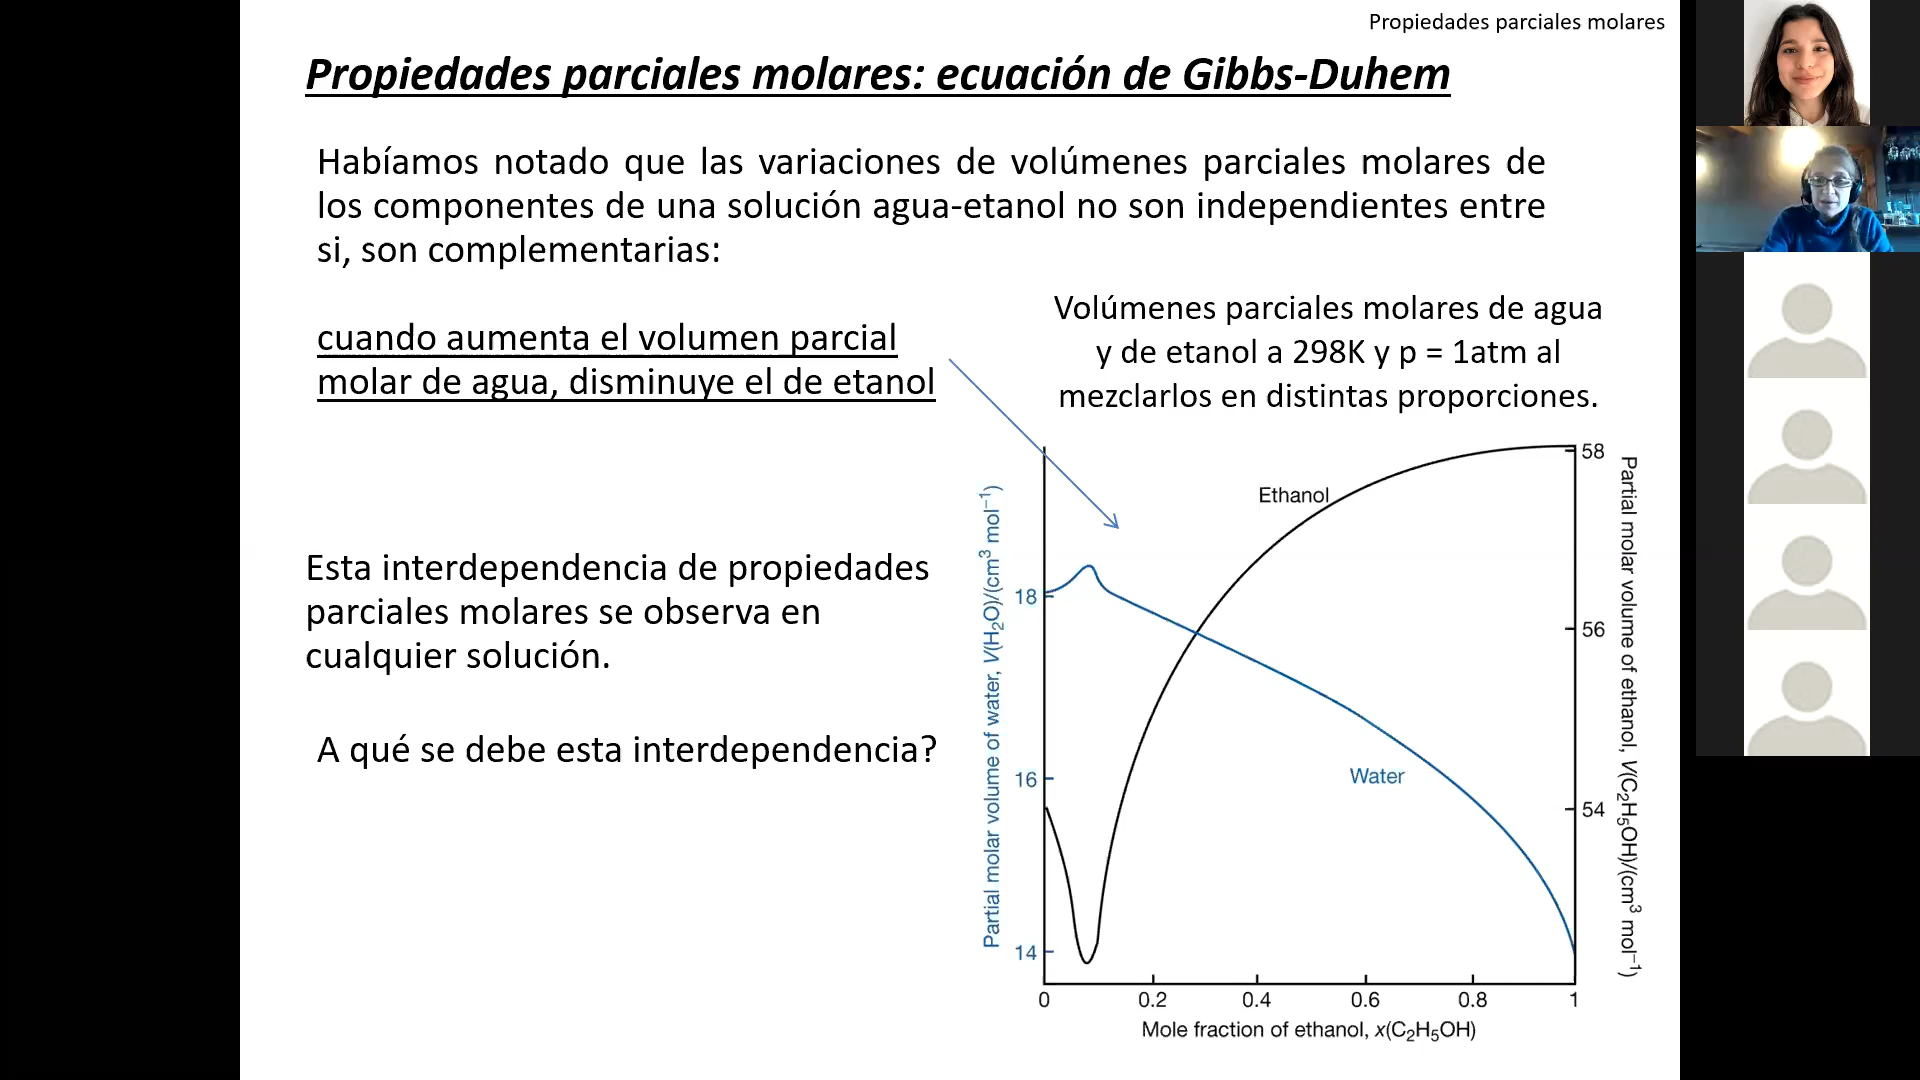 Propiedades parciales molares
Propiedades parciales molares: ecuación de Gibbs-Duhem
Habíamos notado que las variaciones de volúmenes parciales molares de
los componentes de una solución agua-etanol no son independientes entre
si, son complementarias:
cuando aumenta el volumen parcial
molar de agua, disminuye el de etanol
Esta interdependencia de propiedades
parciales molares se observa en
cualquier solución.
A qué se debe esta interdependencia?
Volúmenes parciales molares de agua
y de etanol a 298K y p = 1atm al
mezclarlos en distintas proporciones.
Partial molar volume of water, V(H₂O)/(cm³ mol⁻¹)
18
16
14
Ethanol
Water
58
56
54
Partial molar volume of ethanol, V(C₂H₅OH)/(cm³ mol⁻¹)
0 0.2 0.4 0.6 0.8 1
Mole fraction of ethanol, x(C₂H₅OH)